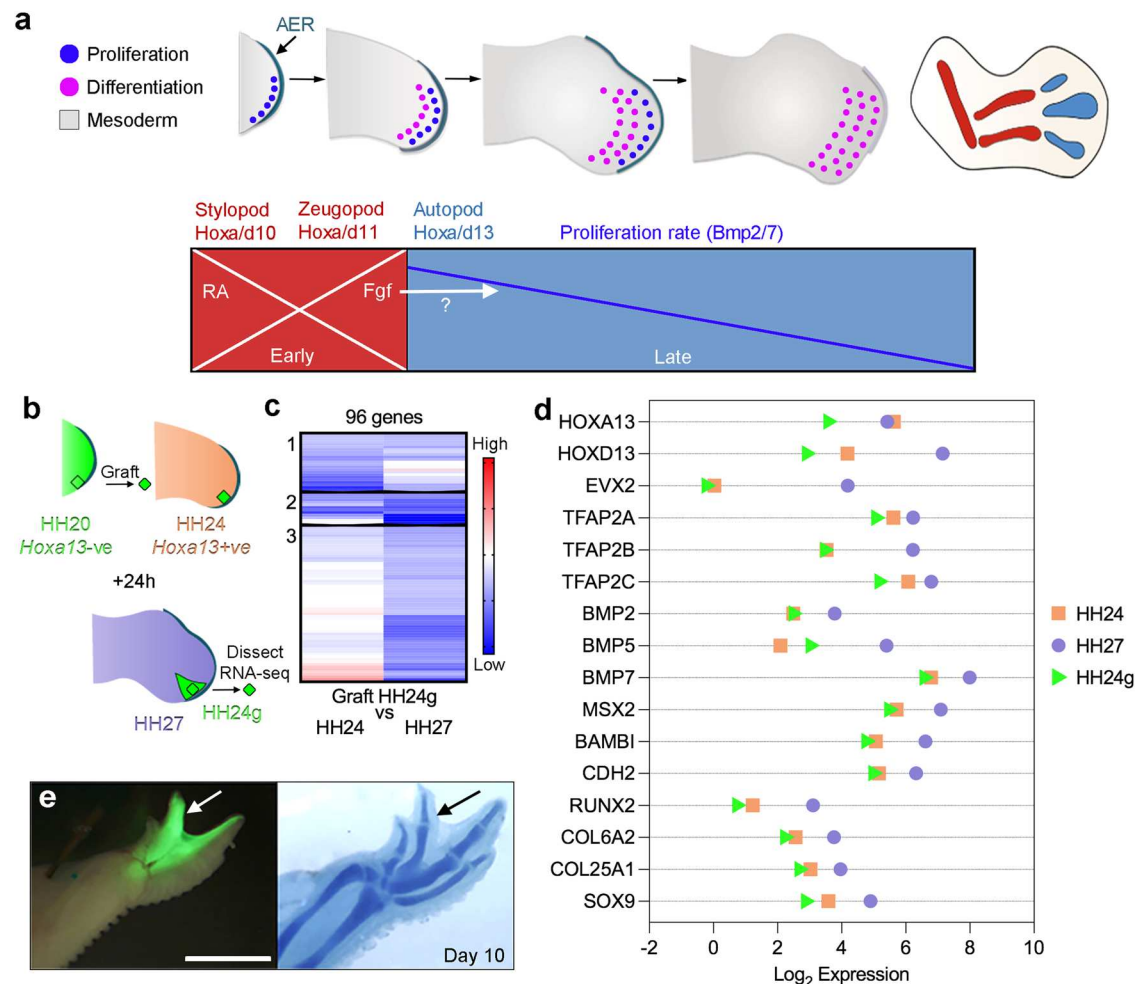 a
AER
Proliferation
Differentiation
Mesoderm
Stylopod Zeugopod Autopod
Hoxa/d10 Hoxa/d11 Hoxa/d13 Proliferation rate (Bmp2/7)
RA Fgf
?
Early Late
b
Graft
HH20 HH24
Hoxa13-ve Hoxa13+ve
+24h
Dissect
RNA-seq
HH27 HH24g
c
96 genes
1
2
3
High
Low
Graft HH24g
vs
HH24 HH27
d
HOXA13
HOXD13
EVX2
TFAP2A
TFAP2B
TFAP2C
BMP2
BMP5
BMP7
MSX2
BAMBI
CDH2
RUNX2
COL6A2
COL25A1
SOX9
-2 0 2 4 6 8 10
Log2 Expression
HH24
HH27
HH24g
e
Day 10